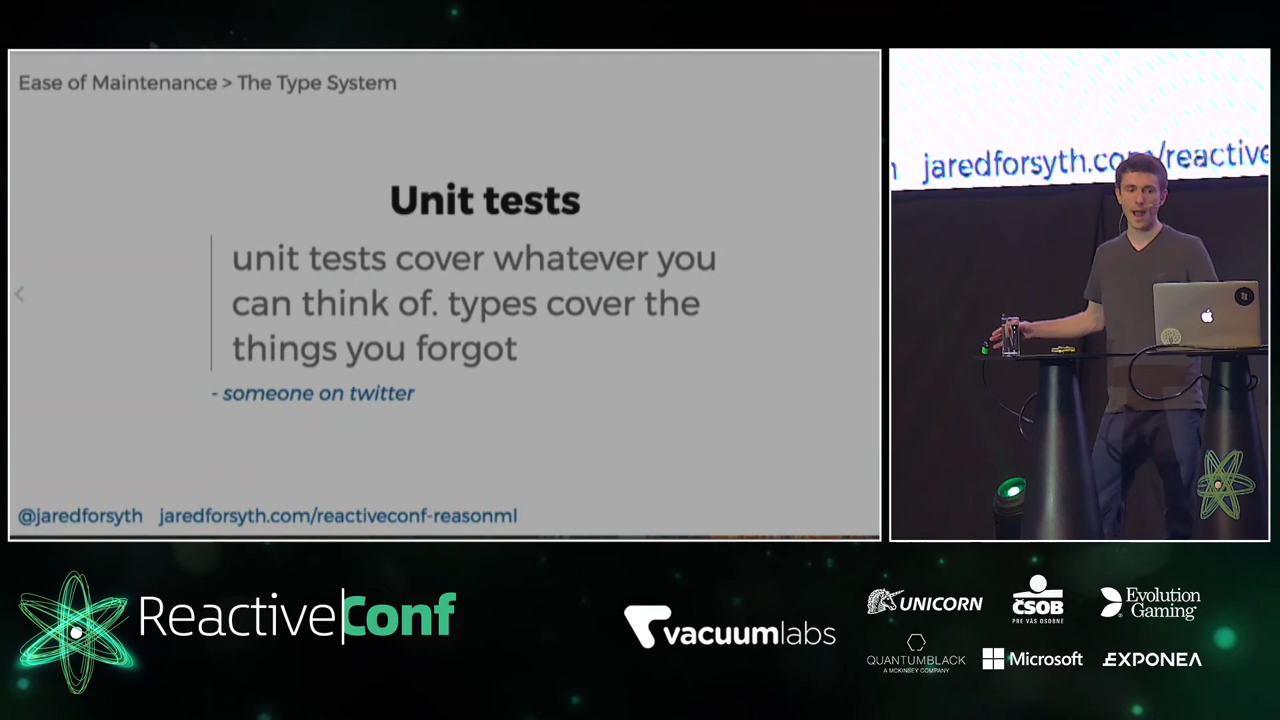 Ease of Maintenance > The Type System
Unit tests
unit tests cover whatever you
can think of. types cover the
things you forgot
- someone on twitter
@jaredforsyth jaredforsyth.com/reactiveconf-reasonml
jaredforsyth.com/reactive
ReactiveConf
vacuumlabs
UNICORN
ČSOB
PRE VÁS OSOBNE
Evolution
Gaming
QUANTUMBLACK
A MCKINSEY COMPANY
Microsoft
EXPONEA